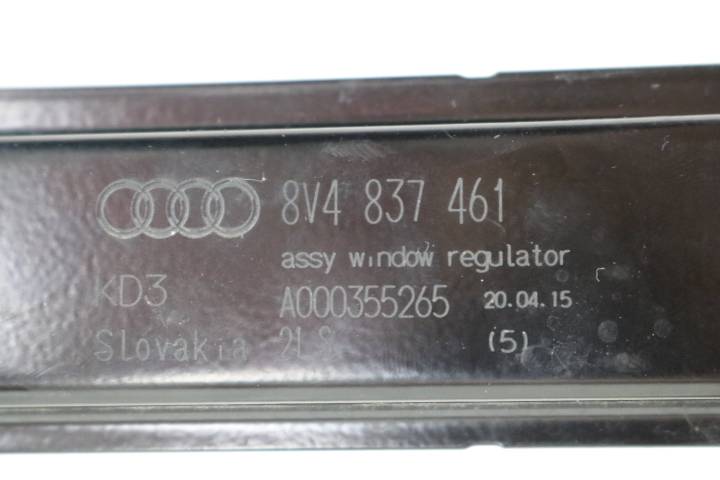 8V4 837 461
assy window regulator
KD3 A000355265 20.04.15
Slovakia (5)